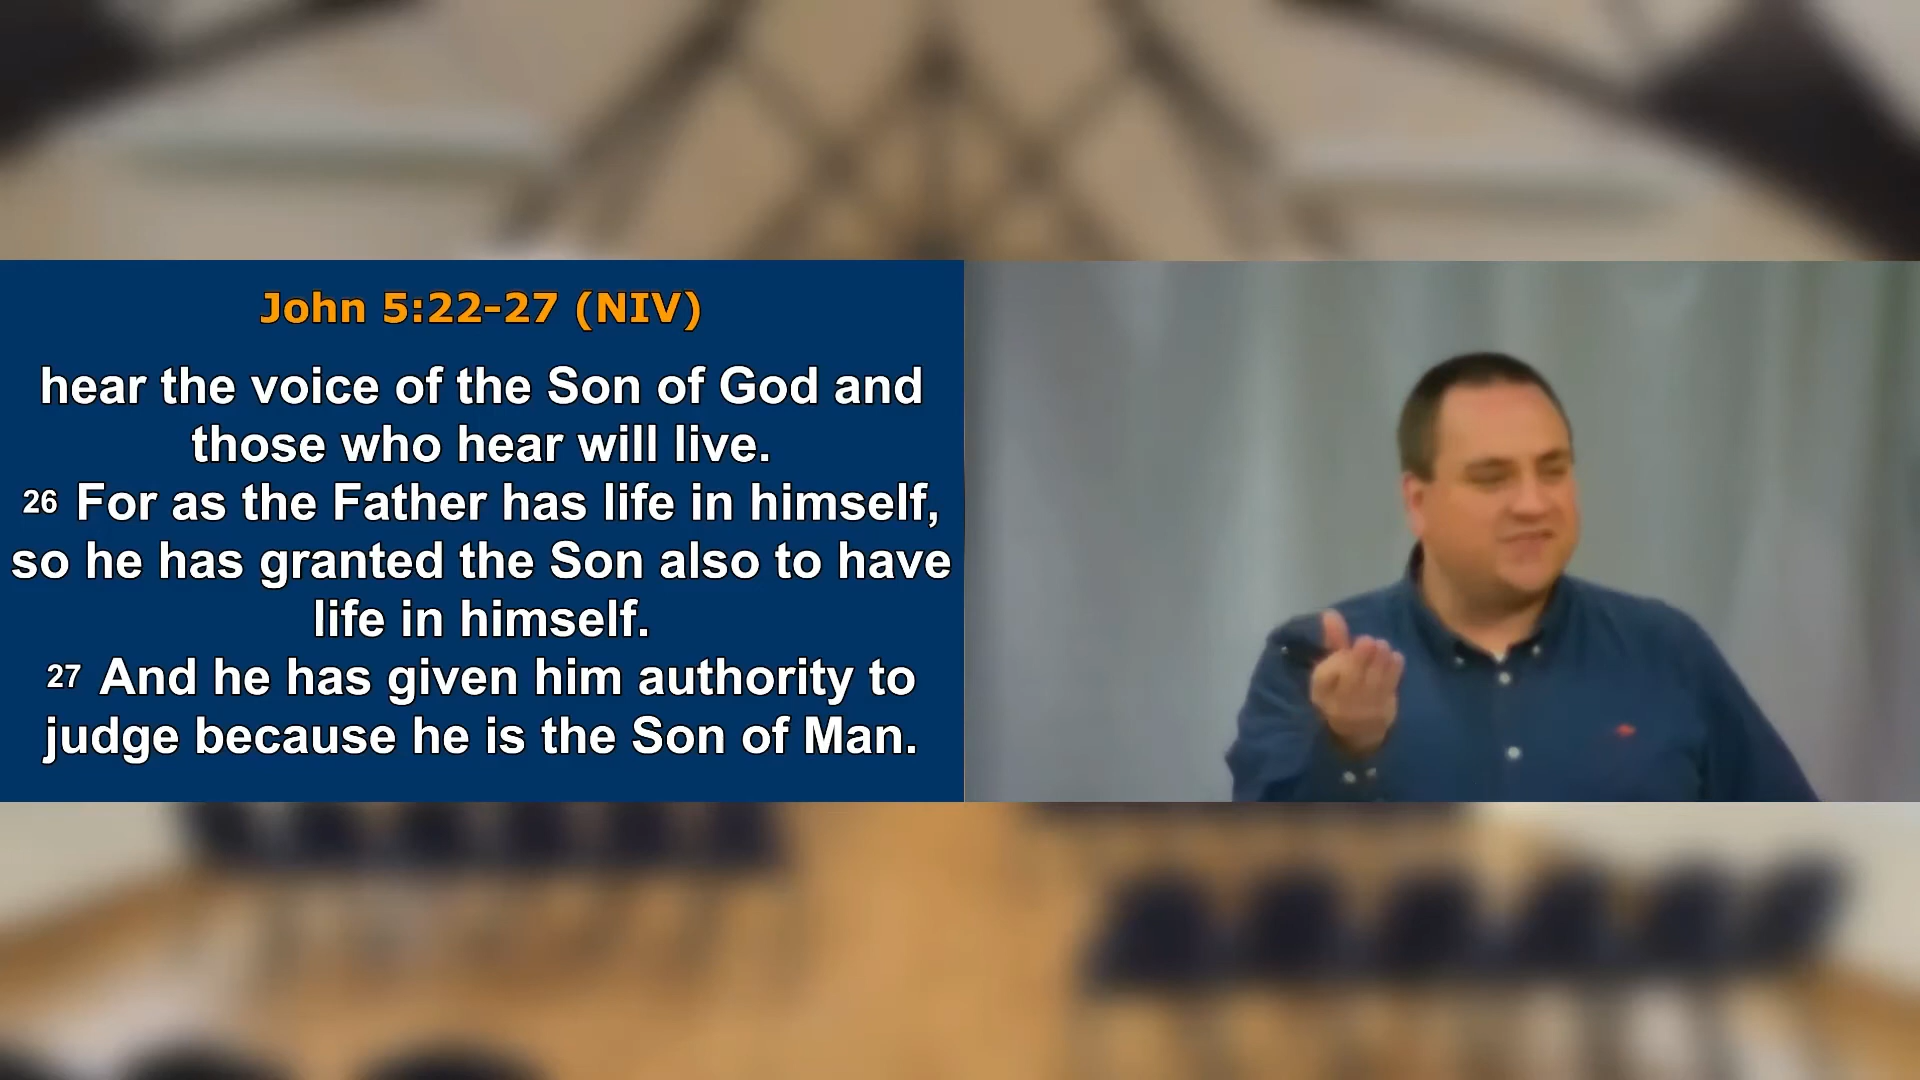 John 5:22-27 (NIV)
hear the voice of the Son of God and
those who hear will live.
26 For as the Father has life in himself,
so he has granted the Son also to have
life in himself.
27 And he has given him authority to
judge because he is the Son of Man.